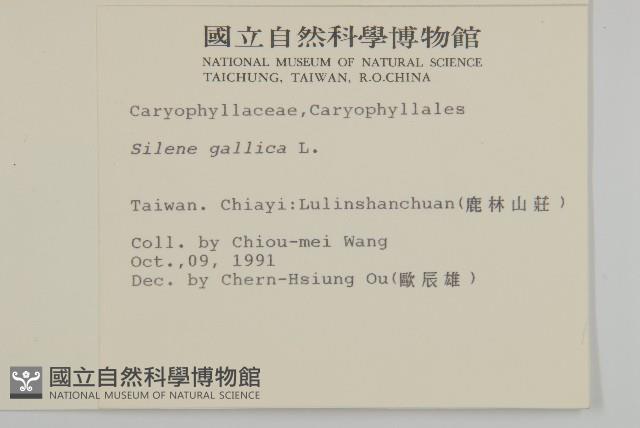 國立自然科學博物館
NATIONAL MUSEUM OF NATURAL SCIENCE
TAICHUNG, TAIWAN, R.O.CHINA
Caryophyllaceae,Caryophyllales
Silene gallica L.
Taiwan. Chiayi:Lulinshanchuan(鹿林山莊)
Coll. by Chiou-mei Wang
Oct.,09, 1991
Dec. by Chern-Hsiung Ou(歐辰雄)
國立自然科學博物館
NATIONAL MUSEUM OF NATURAL SCIENCE